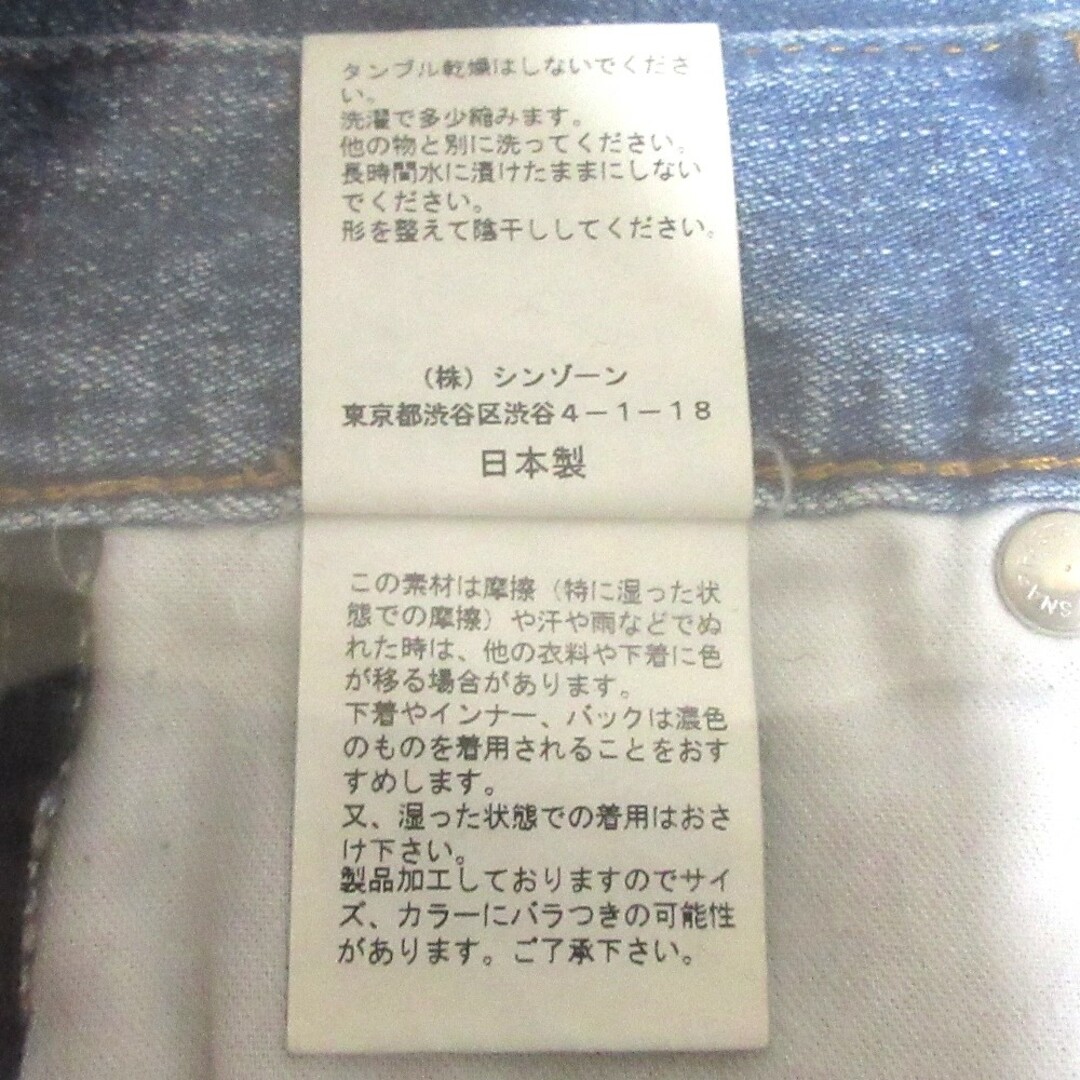 タンブル乾燥はしないでくださ
い。
洗濯で多少縮みます。
他の物と別に洗ってください。
長時間水に漬けたままにしない
でください。
形を整えて陰干ししてください。
（株）シンゾーン
東京都渋谷区渋谷４－１－１８
日本製
この素材は摩擦（特に湿った状
態での摩擦）や汗や雨などでぬ
れた時は、他の衣料や下着に色
が移る場合があります。
下着やインナー、バックは濃色
のものを着用されることをおす
すめします。
又、湿った状態での着用はおさ
け下さい。
製品加工しておりますのでサイ
ズ、カラーにバラつきの可能性
があります。ご了承下さい。